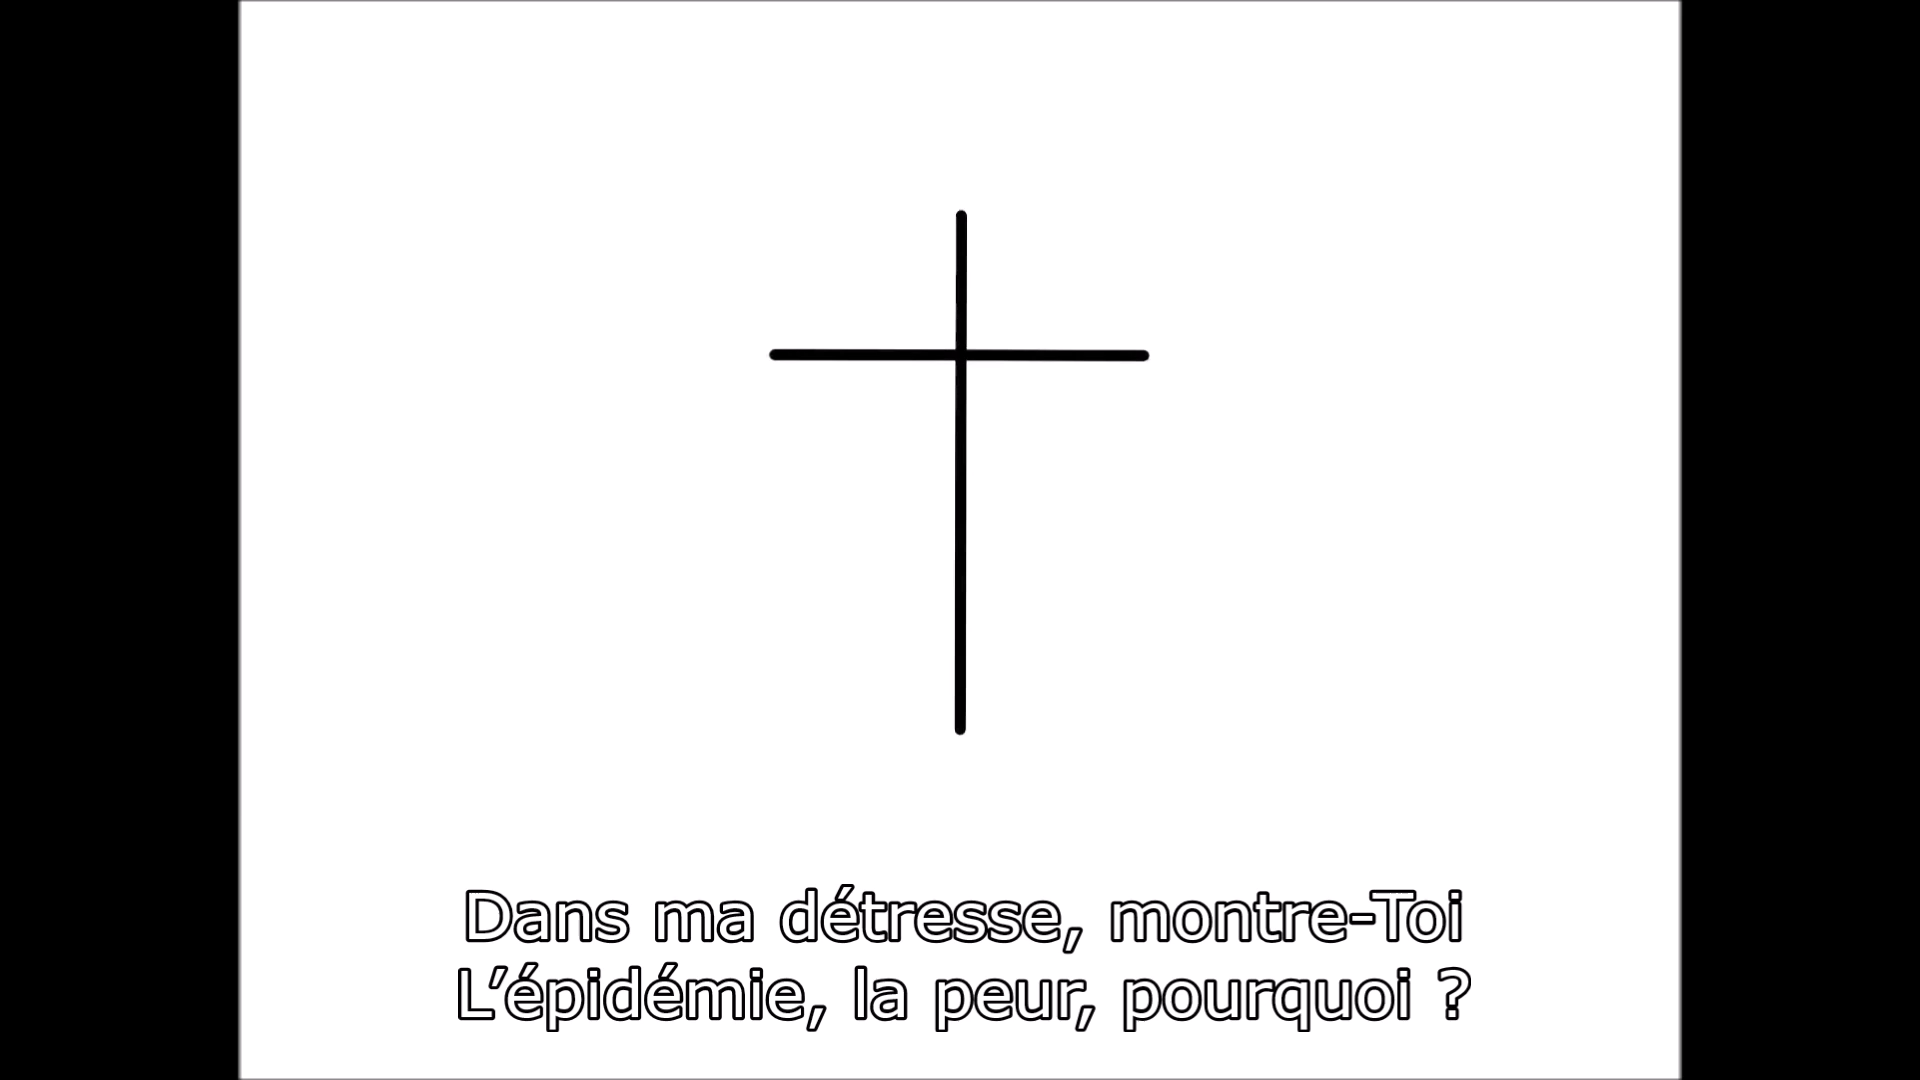 Dans ma détresse, montre-Toi
L’épidémie, la peur, pourquoi ?